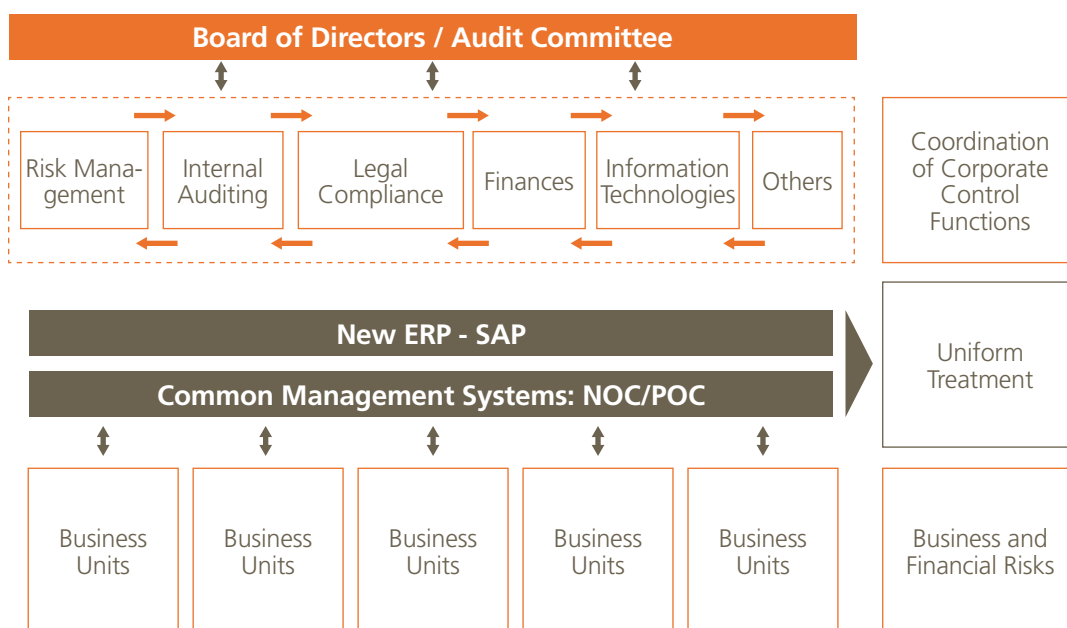 Board of Directors / Audit Committee
Risk Mana-
gement
Internal
Auditing
Legal
Compliance
Finances
Information
Technologies
Others
Coordination
of Corporate
Control
Functions
New ERP - SAP
Common Management Systems: NOC/POC
Uniform
Treatment
Business
Units
Business
Units
Business
Units
Business
Units
Business
Units
Business and
Financial Risks